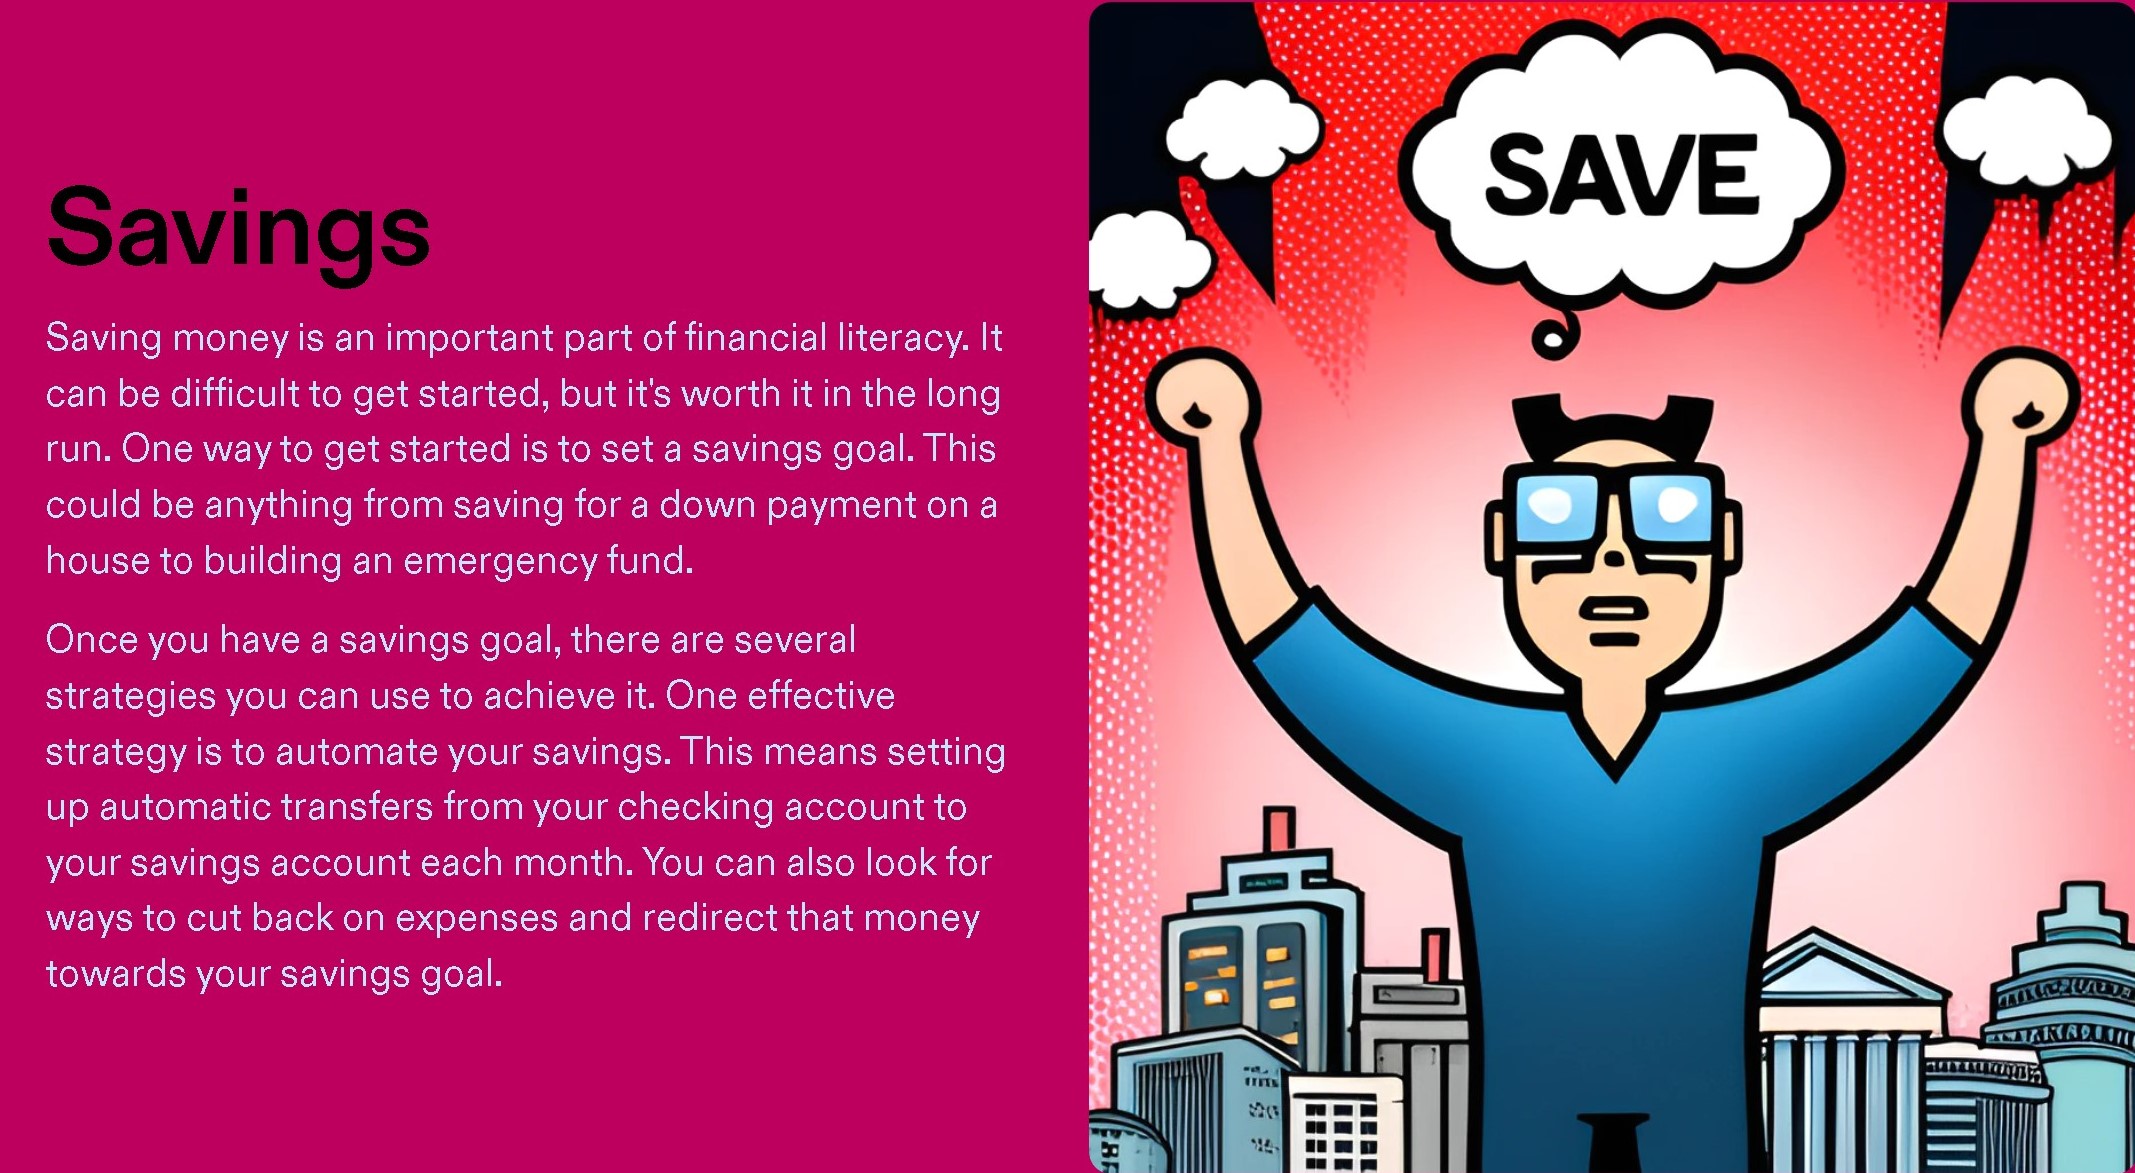 Savings
Saving money is an important part of financial literacy. It
can be difficult to get started, but it's worth it in the long
run. One way to get started is to set a savings goal. This
could be anything from saving for a down payment on a
house to building an emergency fund.
Once you have a savings goal, there are several
strategies you can use to achieve it. One effective
strategy is to automate your savings. This means setting
up automatic transfers from your checking account to
your savings account each month. You can also look for
ways to cut back on expenses and redirect that money
towards your savings goal.
SAVE